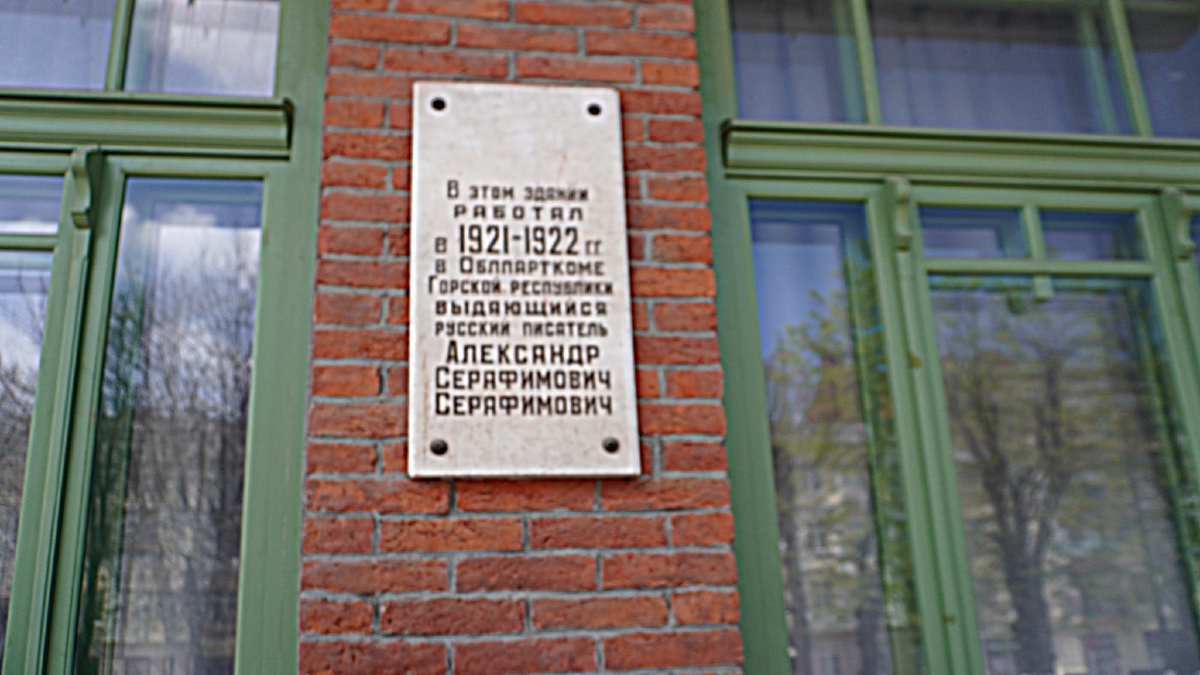 В этом здании
работал
в 1921-1922 гг.
в Облпарткоме
Горской республики
выдающийся
русский писатель
Александр
Серафимович
Серафимович